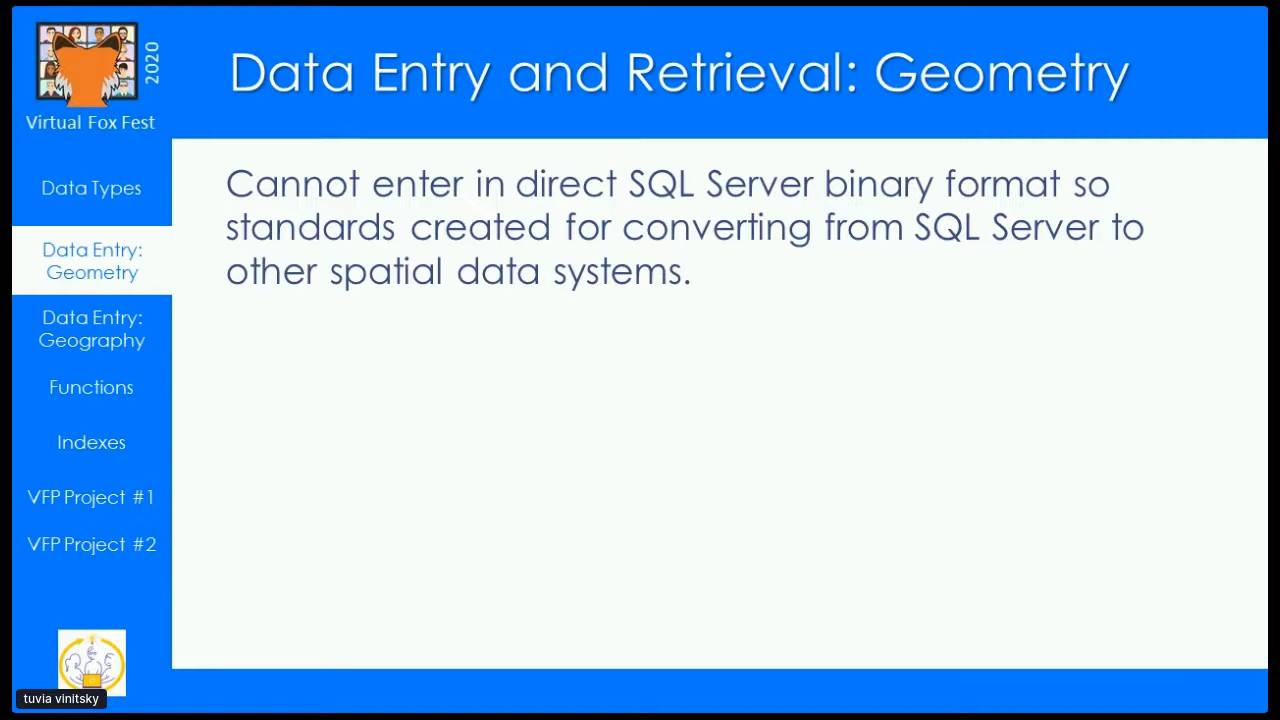 2020
Virtual Fox Fest
Data Entry and Retrieval: Geometry
Data Types
Data Entry:
Geometry
Data Entry:
Geography
Functions
Indexes
VFP Project #1
VFP Project #2
Cannot enter in direct SQL Server binary format so
standards created for converting from SQL Server to
other spatial data systems.
tuvia vinitsky